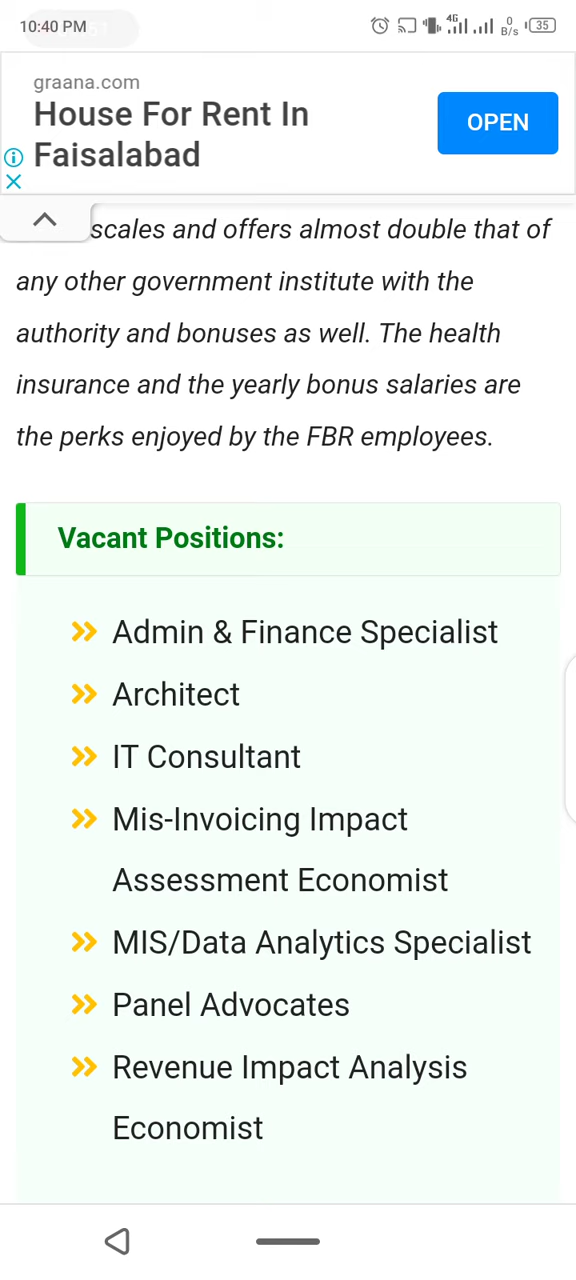 10:40 PM
4G
0
B/s
35
graana.com
House For Rent In
Faisalabad
OPEN
scales and offers almost double that of
any other government institute with the
authority and bonuses as well. The health
insurance and the yearly bonus salaries are
the perks enjoyed by the FBR employees.
Vacant Positions:
Admin & Finance Specialist
Architect
IT Consultant
Mis-Invoicing Impact
Assessment Economist
MIS/Data Analytics Specialist
Panel Advocates
Revenue Impact Analysis
Economist